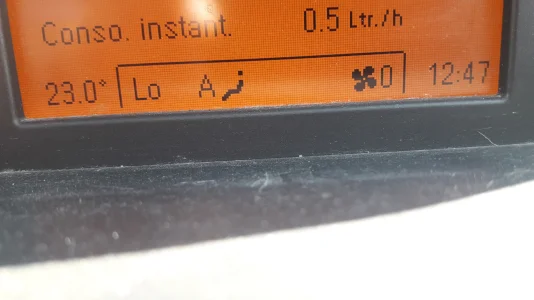 Conso. instant. 0.5 Ltr./h
23.0° Lo A 0 12:47